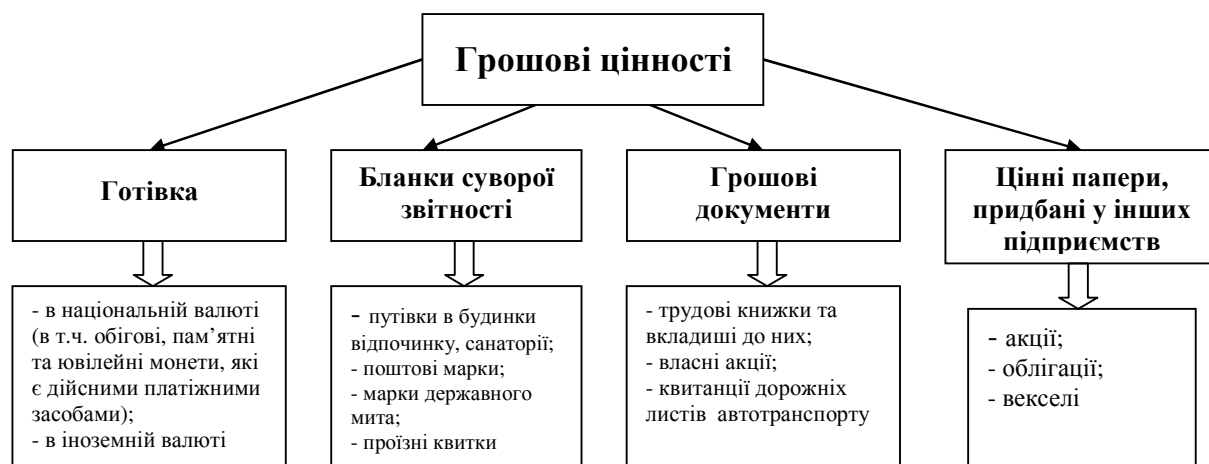 Грошові цінності
Готівка
Бланки суворої
звітності
Грошові
документи
Цінні папери,
придбані у інших
підприємств
- в національній валюті
(в т.ч. обігові, пам’ятні
та ювілейні монети, які
є дійсними платіжними
засобами);
- в іноземній валюті
- путівки в будинки
відпочинку, санаторії;
- поштові марки;
- марки державного
мита;
- проїзні квитки
- трудові книжки та
вкладиші до них;
- власні акції;
- квитанції дорожніх
листів автотранспорту
- акції;
- облігації;
- векселі